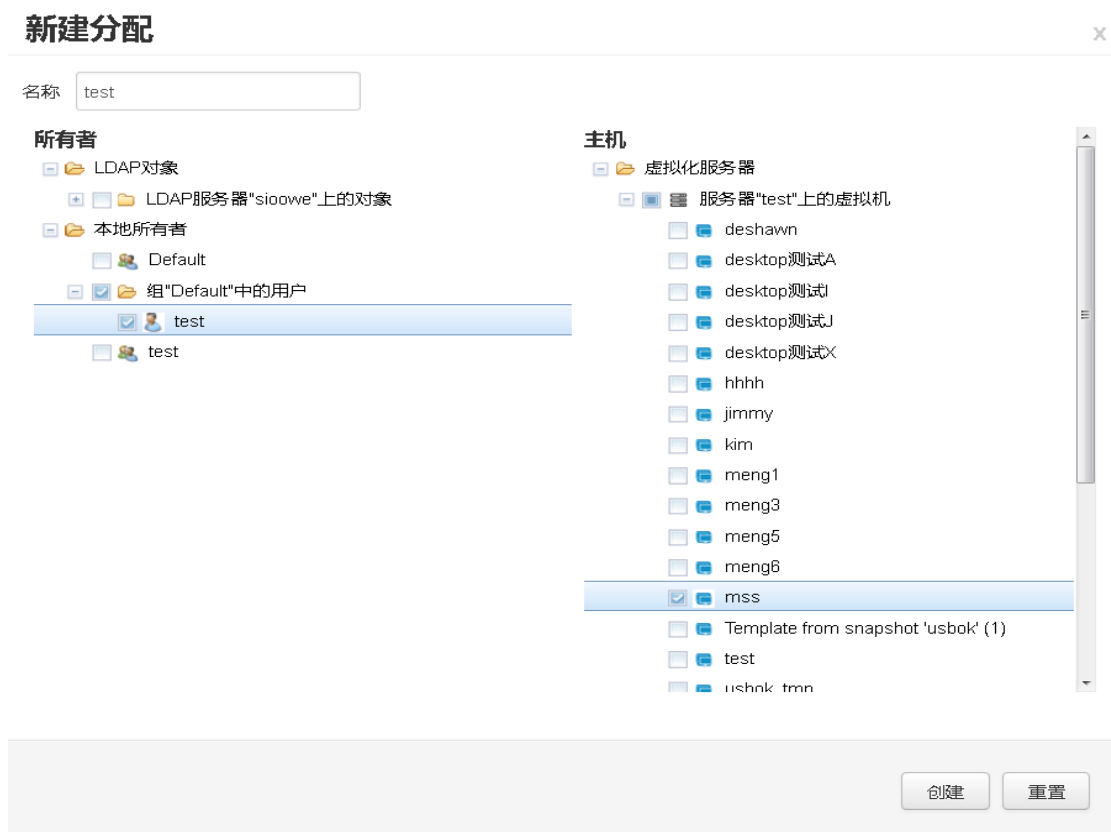 新建分配
x
名称 test
所有者
LDAP对象
LDAP服务器"sioowe"上的对象
本地所有者
Default
组"Default"中的用户
test
test
主机
虚拟化服务器
服务器"test"上的虚拟机
deshawn
desktop测试A
desktop测试I
desktop测试J
desktop测试X
hhhh
jimmy
kim
meng1
meng3
meng5
meng6
mss
Template from snapshot 'usbok' (1)
test
usbok_tmp
创建 重置